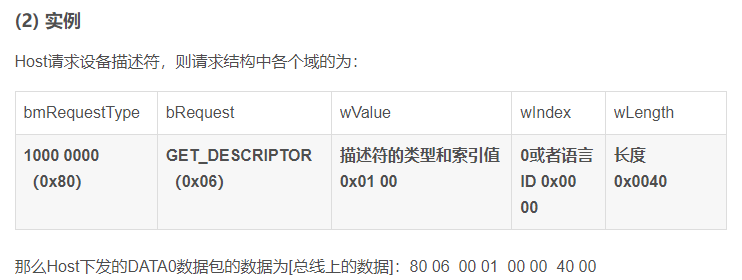 (2) 实例
Host请求设备描述符，则请求结构中各个域的为：
bmRequestType bRequest wValue wIndex wLength
1000 0000 GET_DESCRIPTOR 描述符的类型和索引值 0或者语言 长度
（0x80） （0x06） 0x01 00 ID 0x00 0x0040
00
那么Host下发的DATA0数据包的数据为[总线上的数据]：80 06 00 01 00 00 40 00